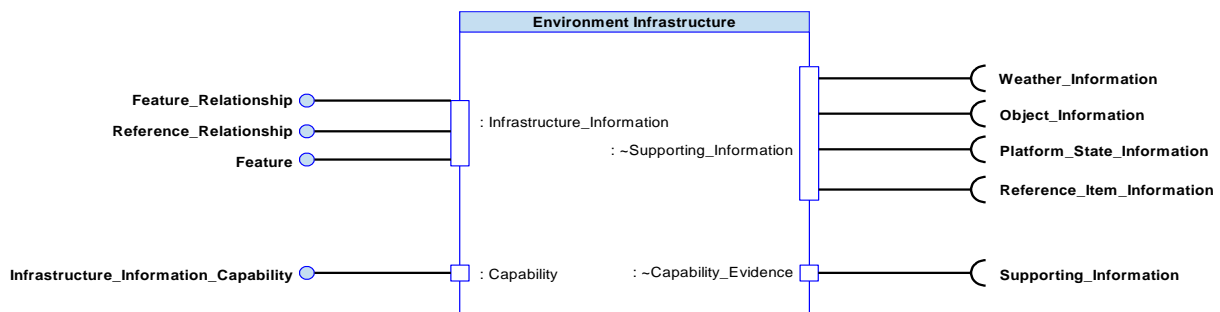 Environment Infrastructure
Feature_Relationship
Reference_Relationship
Feature
: Infrastructure_Information
: ~Supporting_Information
Weather_Information
Object_Information
Platform_State_Information
Reference_Item_Information
Infrastructure_Information_Capability
: Capability
: ~Capability_Evidence
Supporting_Information